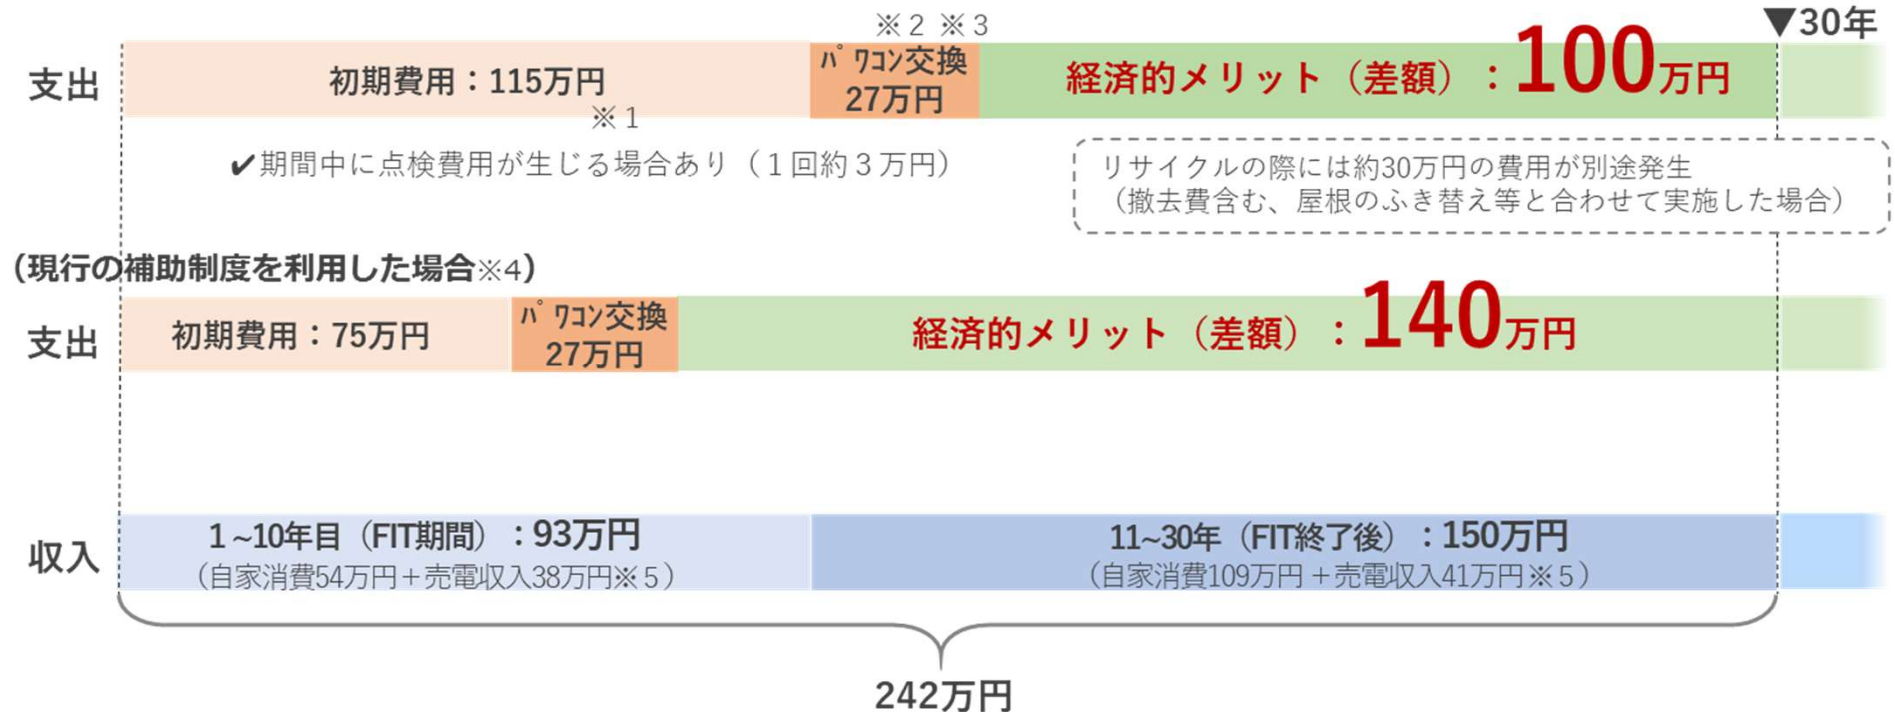 ※2 ※3
▼30年
支出
初期費用：115万円
※1
ﾊﾟﾜｺﾝ交換
27万円
経済的メリット（差額）：100万円
✔期間中に点検費用が生じる場合あり（１回約３万円）
リサイクルの際には約30万円の費用が別途発生
（撤去費含む、屋根のふき替え等と合わせて実施した場合）
（現行の補助制度を利用した場合※4）
支出
初期費用：75万円
ﾊﾟﾜｺﾝ交換
27万円
経済的メリット（差額）：140万円
収入
1~10年目（FIT期間）：93万円
（自家消費54万円＋売電収入38万円※５）
11~30年（FIT終了後）：150万円
（自家消費109万円＋売電収入41万円※５）
242万円